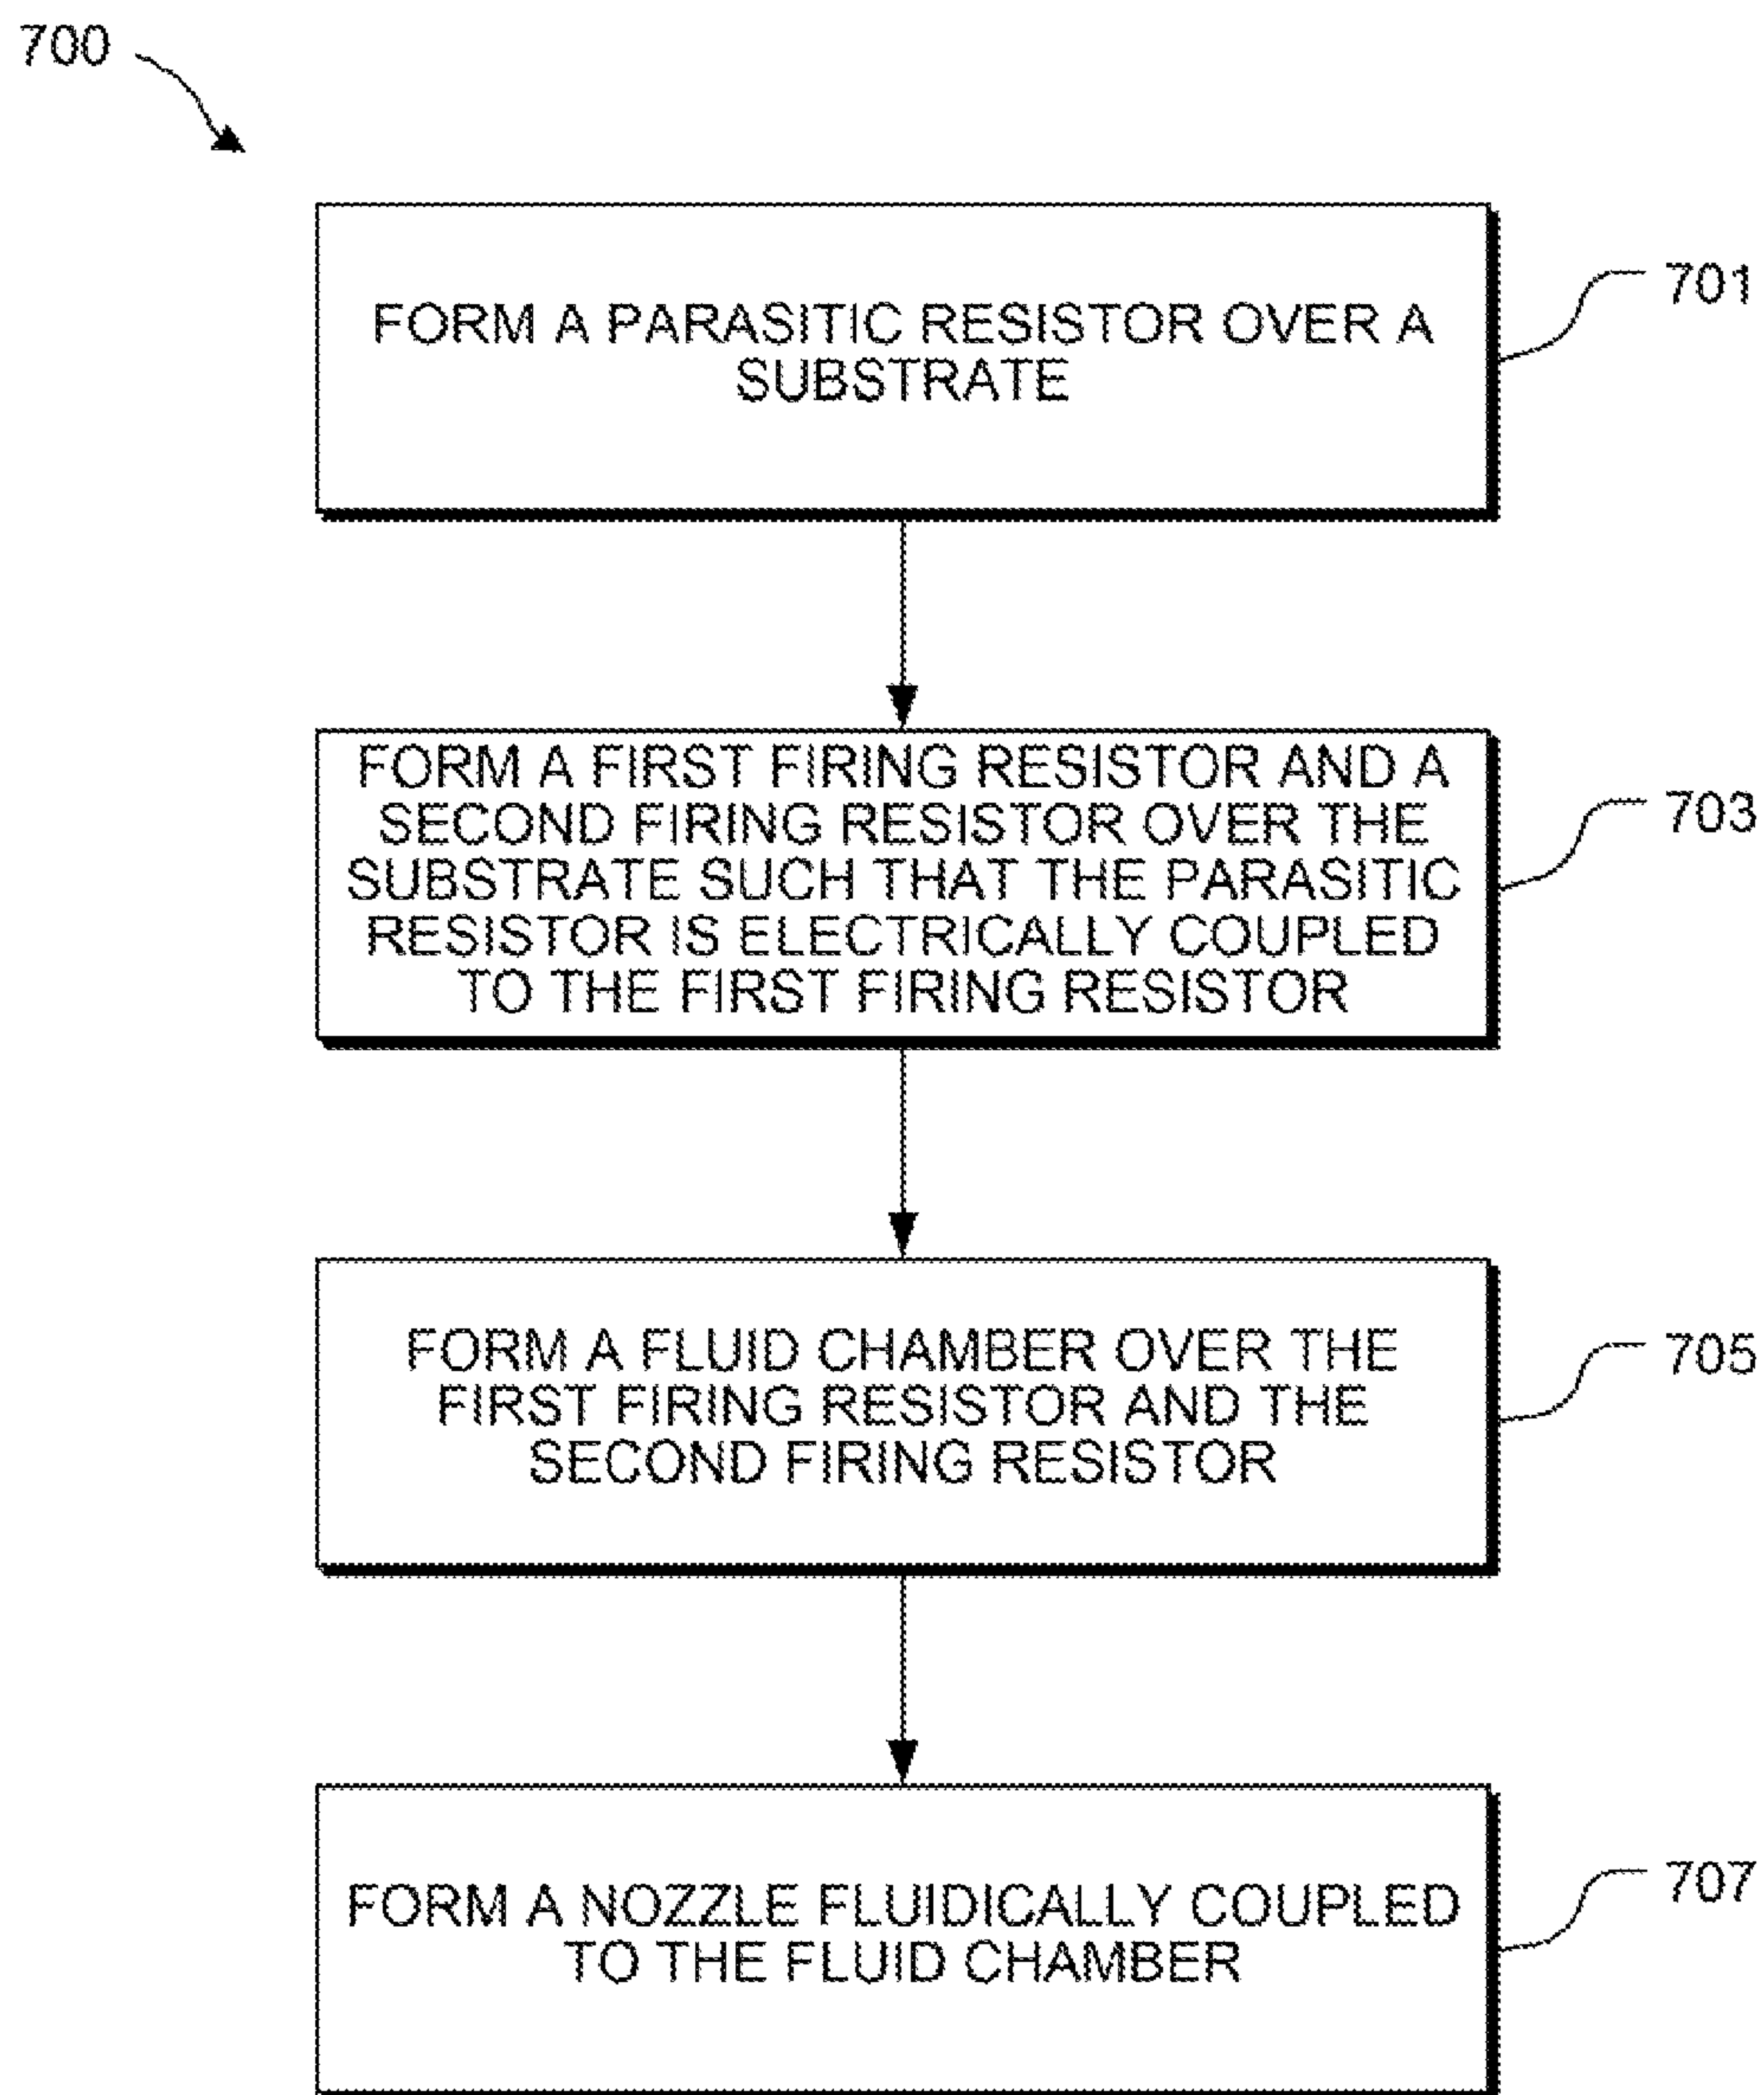 700
FORM A PARASITIC RESISTOR OVER A
SUBSTRATE
701
FORM A FIRST FIRING RESISTOR AND A
SECOND FIRING RESISTOR OVER THE
SUBSTRATE SUCH THAT THE PARASITIC
RESISTOR IS ELECTRICALLY COUPLED
TO THE FIRST FIRING RESISTOR
703
FORM A FLUID CHAMBER OVER THE
FIRST FIRING RESISTOR AND THE
SECOND FIRING RESISTOR
705
FORM A NOZZLE FLUIDICALLY COUPLED
TO THE FLUID CHAMBER
707